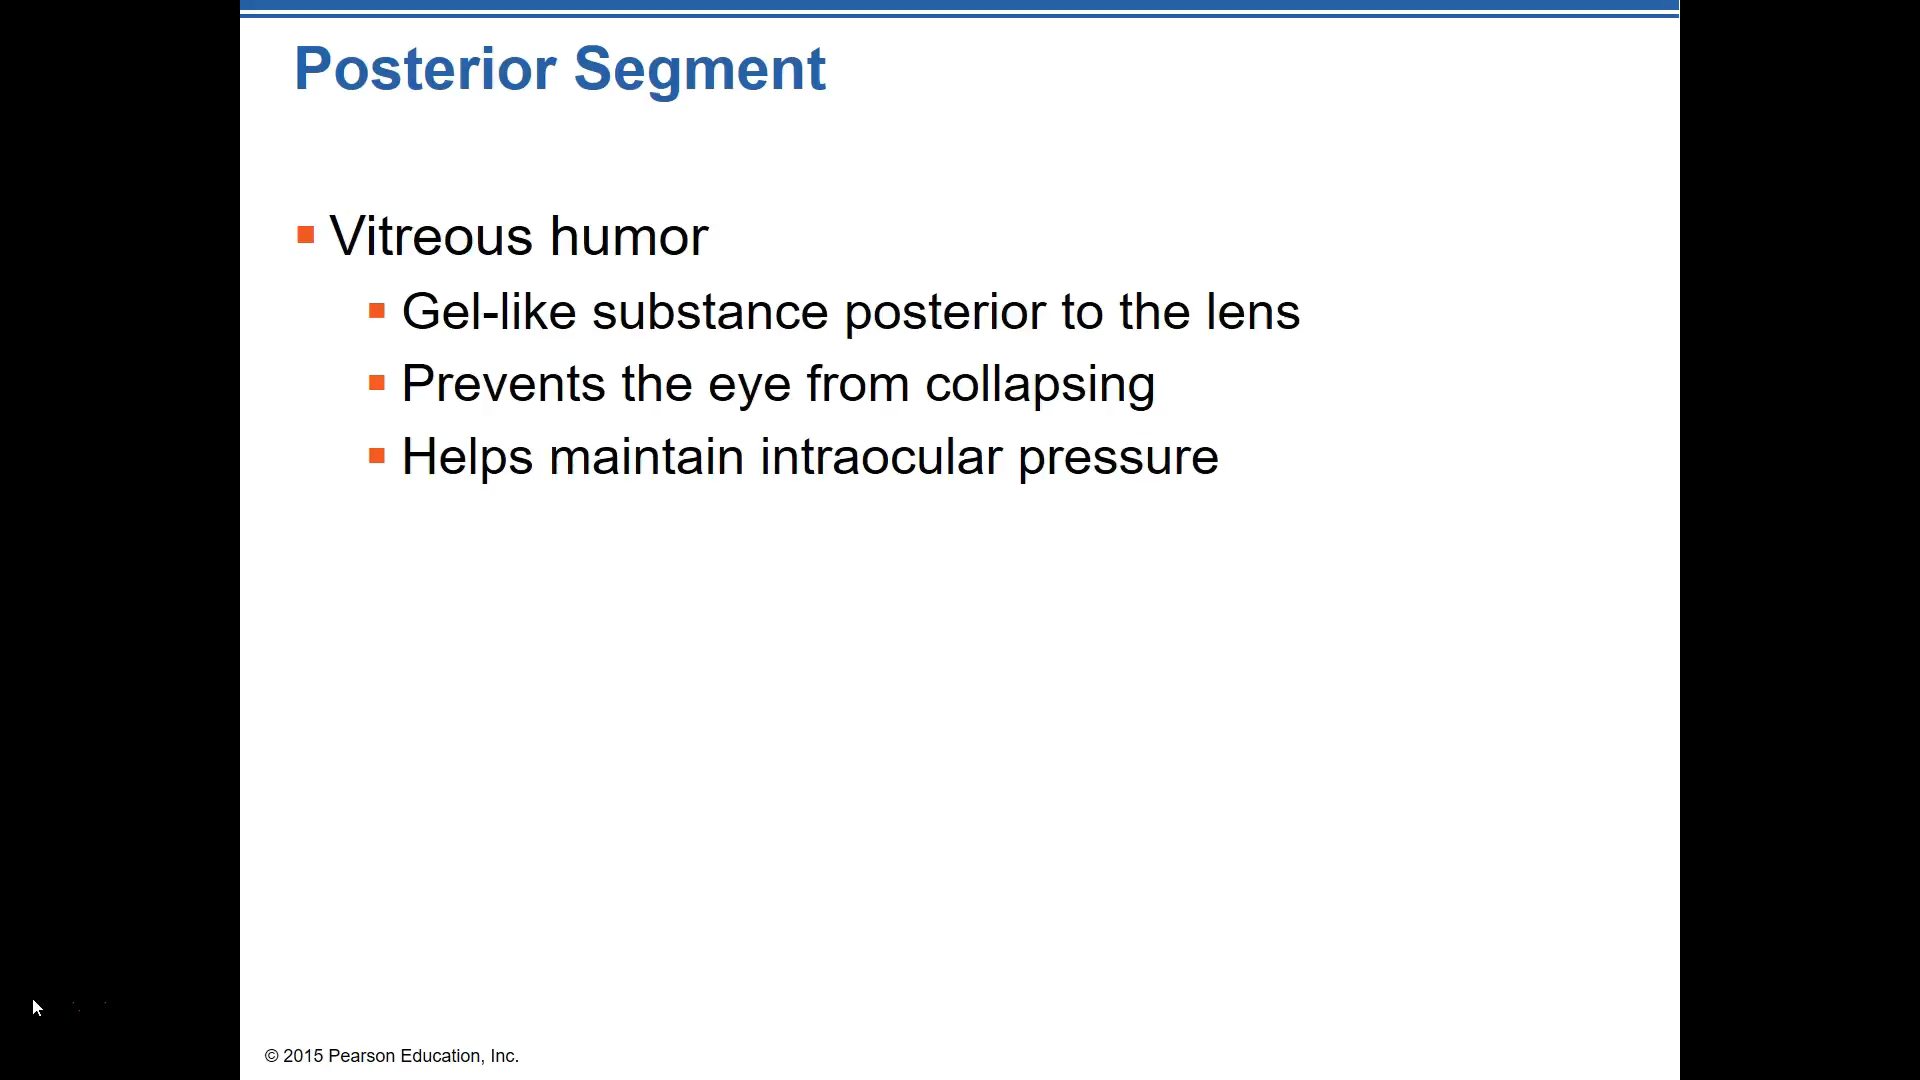 Posterior Segment
Vitreous humor
Gel-like substance posterior to the lens
Prevents the eye from collapsing
Helps maintain intraocular pressure
© 2015 Pearson Education, Inc.